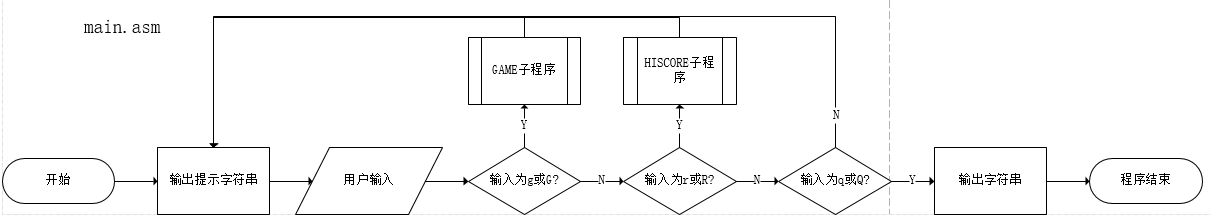 main.asm
GAME子程序
HISCORE子程
序
Y
Y
N
开始
输出提示字符串
用户输入
输入为g或G?
N
输入为r或R?
N
输入为q或Q?
Y
输出字符串
程序结束